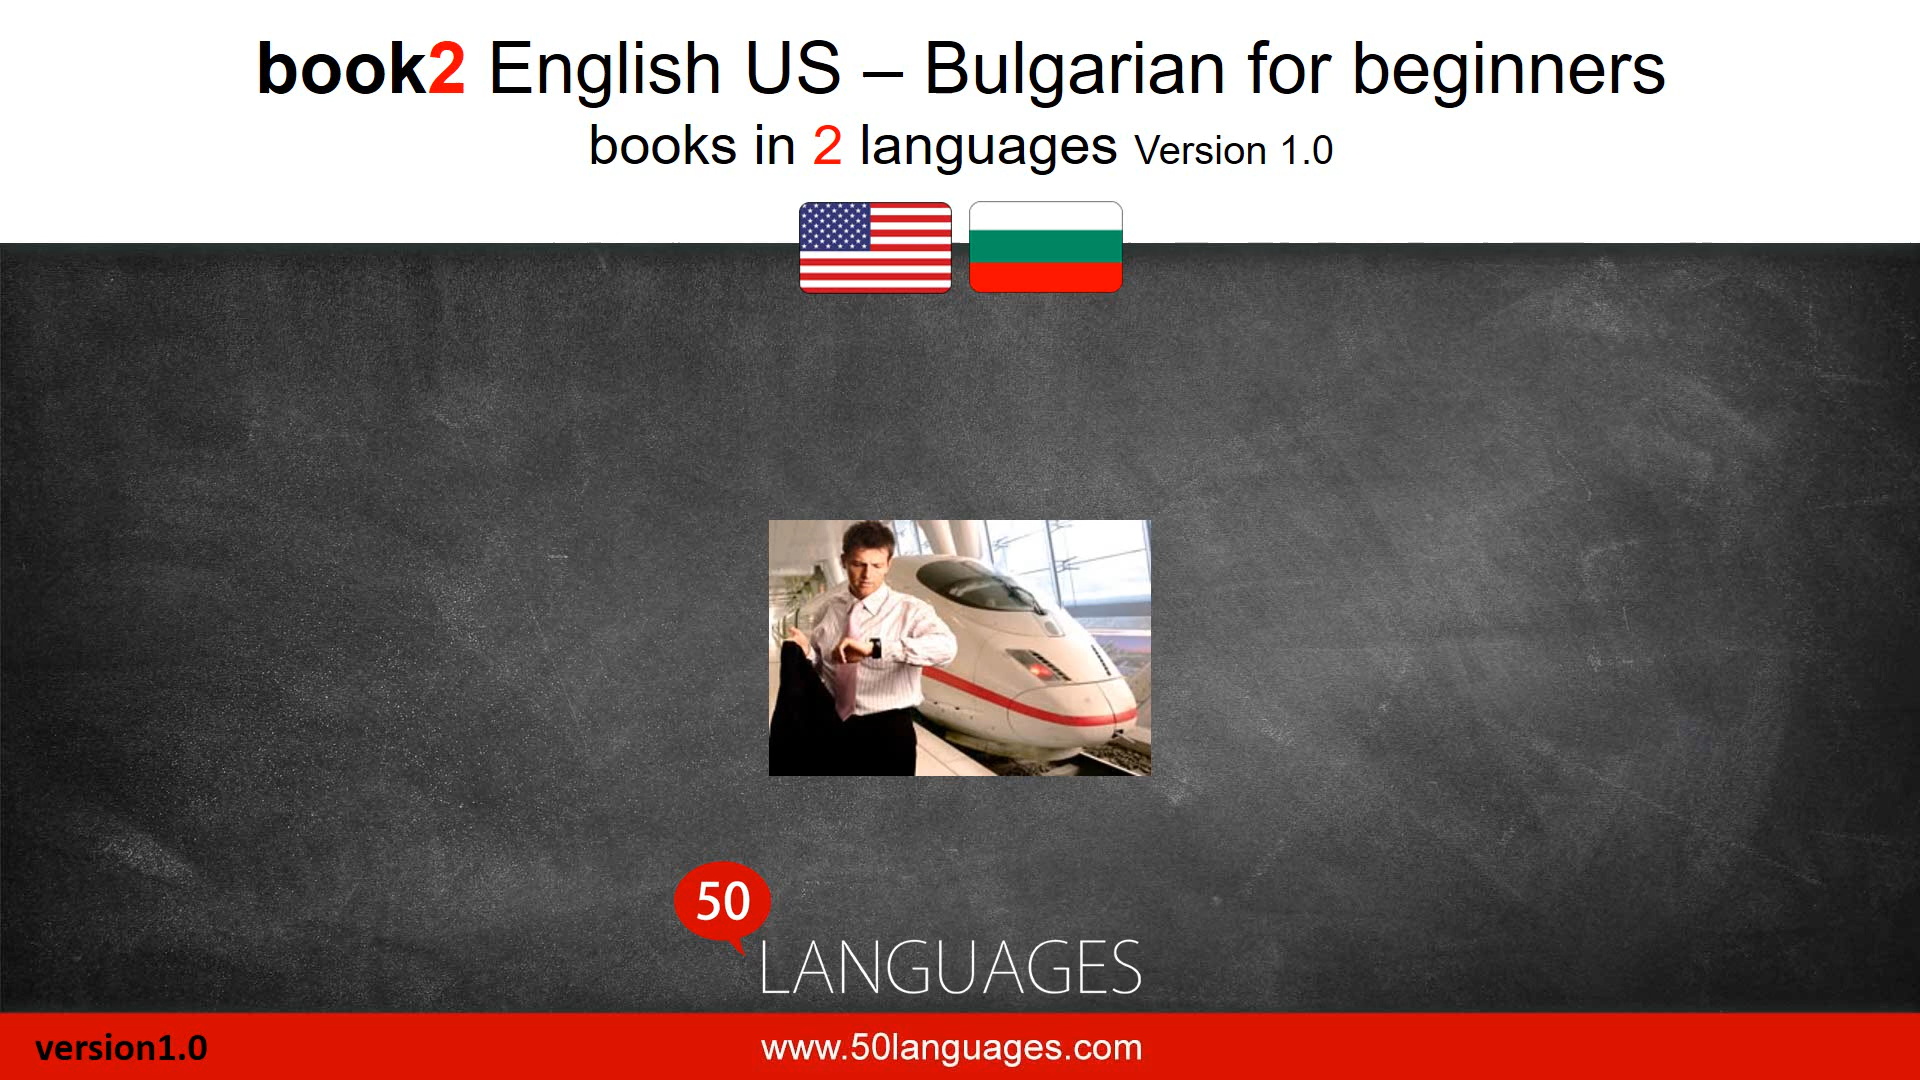 book2 English US – Bulgarian for beginners
books in 2 languages Version 1.0
50
LANGUAGES
version1.0
www.50languages.com